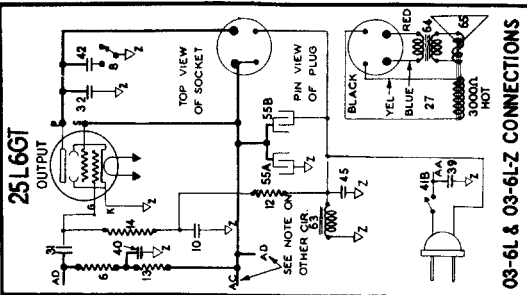 25L6GT
OUTPUT
42
8
Z
32
Z
P
S
G
K
31
14
10
Z
Z
40
Z
AD
6
13
AC
AD
TOP VIEW
OF SOCKET
PIN VIEW
OF PLUG
55B
55A
Z
12
45
Z
SEE NOTE ON
OTHER CIR.
63
Z
BLACK
YEL
BLUE
RED
64
65
27
3000Ω
HOT
41B
AA
39
Z
03-6L & 03-6L-Z CONNECTIONS